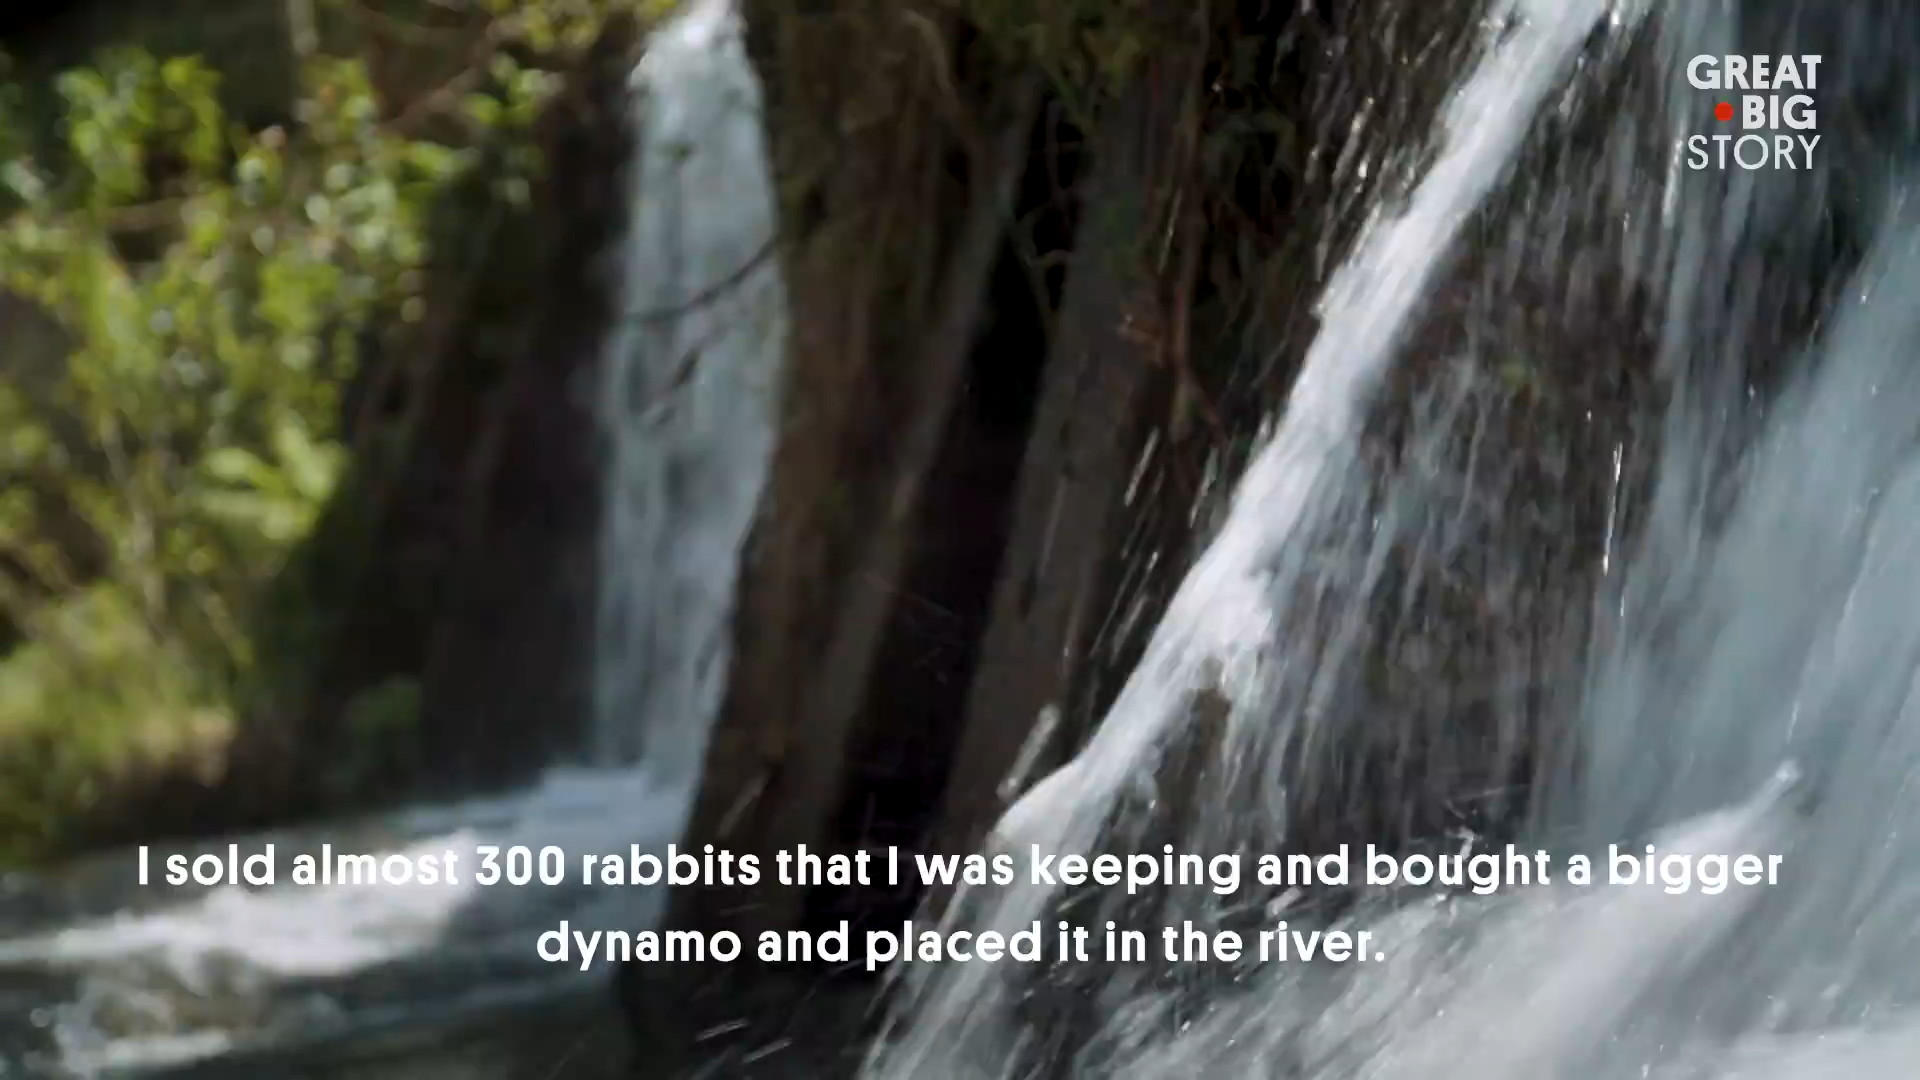 GREAT
BIG
STORY
I sold almost 300 rabbits that I was keeping and bought a bigger
dynamo and placed it in the river.